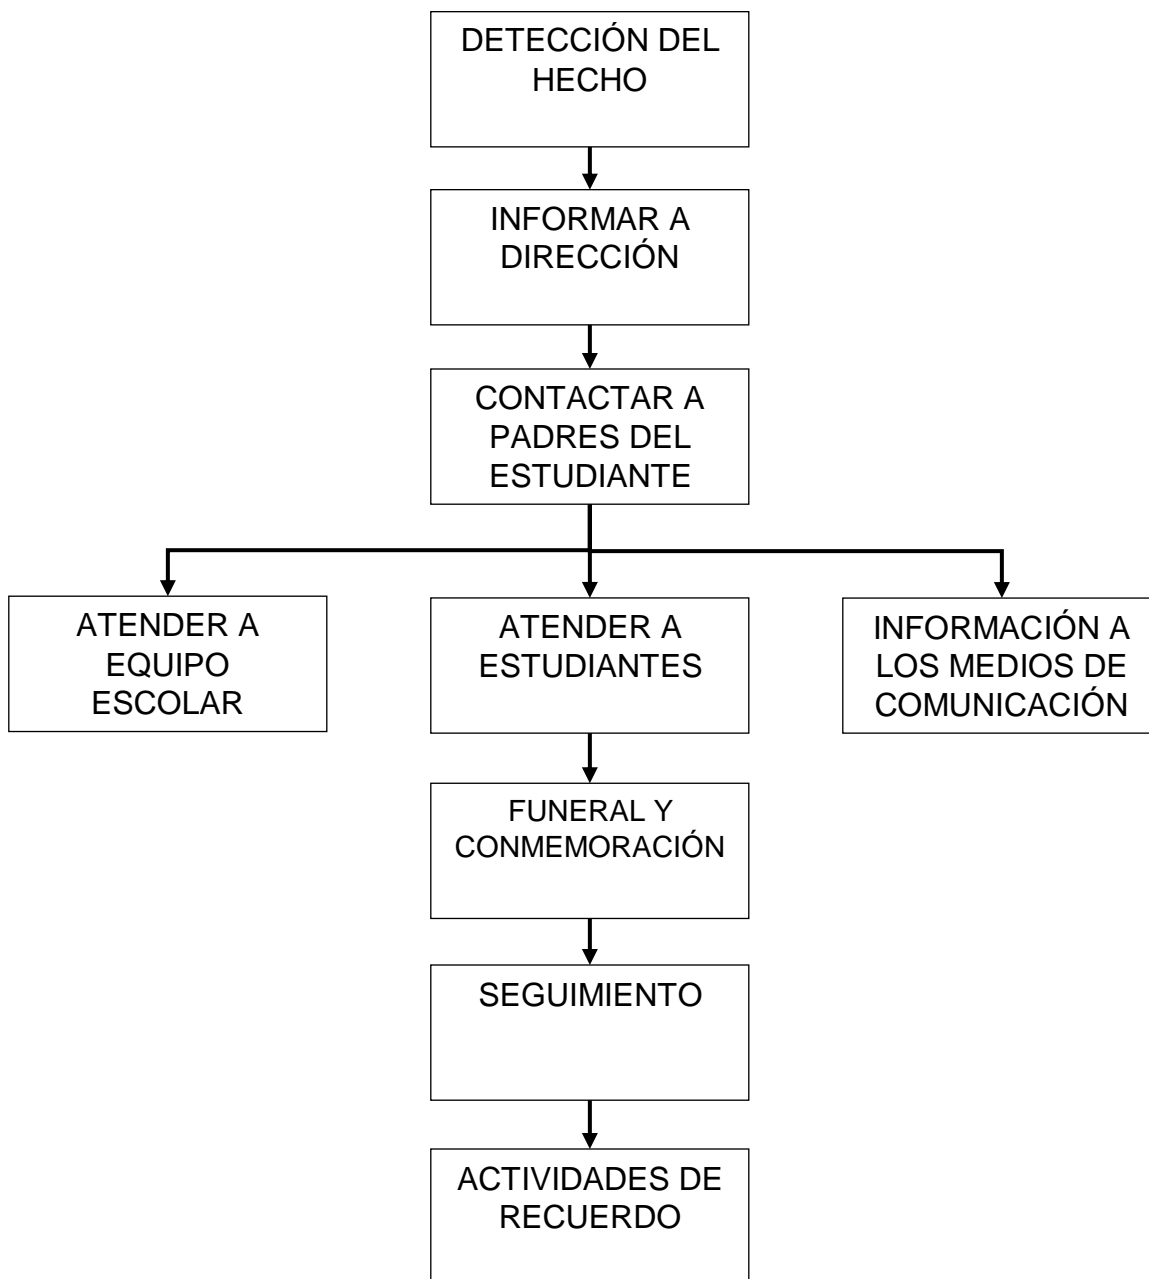 DETECCIÓN DEL
HECHO
INFORMAR A
DIRECCIÓN
CONTACTAR A
PADRES DEL
ESTUDIANTE
ATENDER A
EQUIPO
ESCOLAR
ATENDER A
ESTUDIANTES
INFORMACIÓN A
LOS MEDIOS DE
COMUNICACIÓN
FUNERAL Y
CONMEMORACIÓN
SEGUIMIENTO
ACTIVIDADES DE
RECUERDO